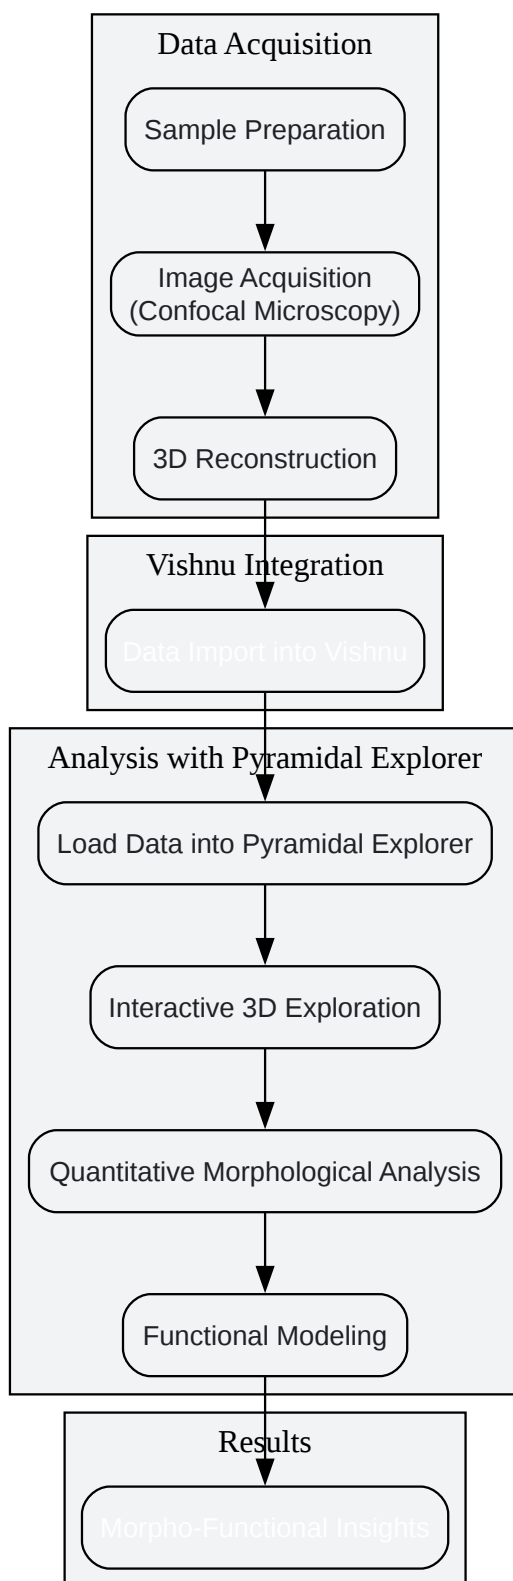 Data Acquisition
Sample Preparation
Image Acquisition
(Confocal Microscopy)
3D Reconstruction
Vishnu Integration
Data Import into Vishnu
Analysis with Pyramidal Explorer
Load Data into Pyramidal Explorer
Interactive 3D Exploration
Quantitative Morphological Analysis
Functional Modeling
Results
Morpho-Functional Insights